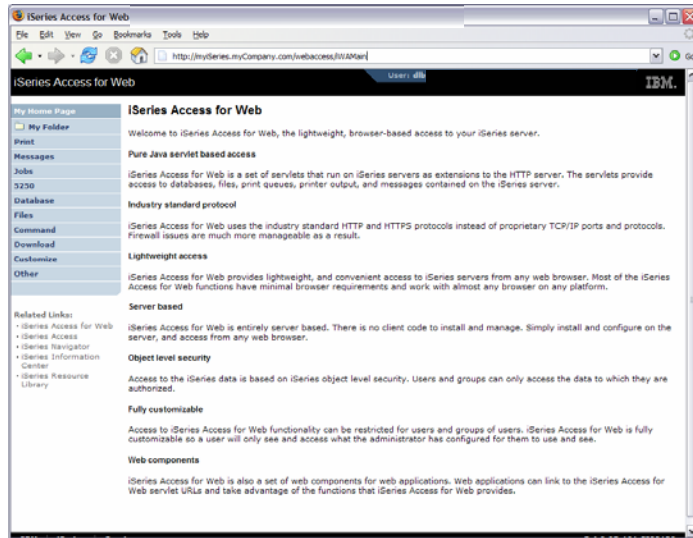 iSeries Access for Web
File Edit View Go Bookmarks Tools Help
http://myiSeries.myCompany.com/webaccess/iWAMain
Go
iSeries Access for Web
User: dlb
IBM.
My Home Page
My Folder
Print
Messages
Jobs
5250
Database
Files
Command
Download
Customize
Other
Related Links:
• iSeries Access for Web
• iSeries Access
• iSeries Navigator
• iSeries Information
Center
• iSeries Resource
Library
iSeries Access for Web
Welcome to iSeries Access for Web, the lightweight, browser-based access to your iSeries server.
Pure Java servlet based access
iSeries Access for Web is a set of servlets that run on iSeries servers as extensions to the HTTP server. The servlets provide
access to databases, files, print queues, printer output, and messages contained on the iSeries server.
Industry standard protocol
iSeries Access for Web uses the industry standard HTTP and HTTPS protocols instead of proprietary TCP/IP ports and protocols.
Firewall issues are much more manageable as a result.
Lightweight access
iSeries Access for Web provides lightweight, and convenient access to iSeries servers from any web browser. Most of the iSeries
Access for Web functions have minimal browser requirements and work with almost any browser on any platform.
Server based
iSeries Access for Web is entirely server based. There is no client code to install and manage. Simply install and configure on the
server, and access from any web browser.
Object level security
Access to the iSeries data is based on iSeries object level security. Users and groups can only access the data to which they are
authorized.
Fully customizable
Access to iSeries Access for Web functionality can be restricted for users and groups of users. iSeries Access for Web is fully
customizable so a user will only see and access what the administrator has configured for them to use and see.
Web components
iSeries Access for Web is also a set of web components for web applications. Web applications can link to the iSeries Access for
Web servlet URLs and take advantage of the functions that iSeries Access for Web provides.